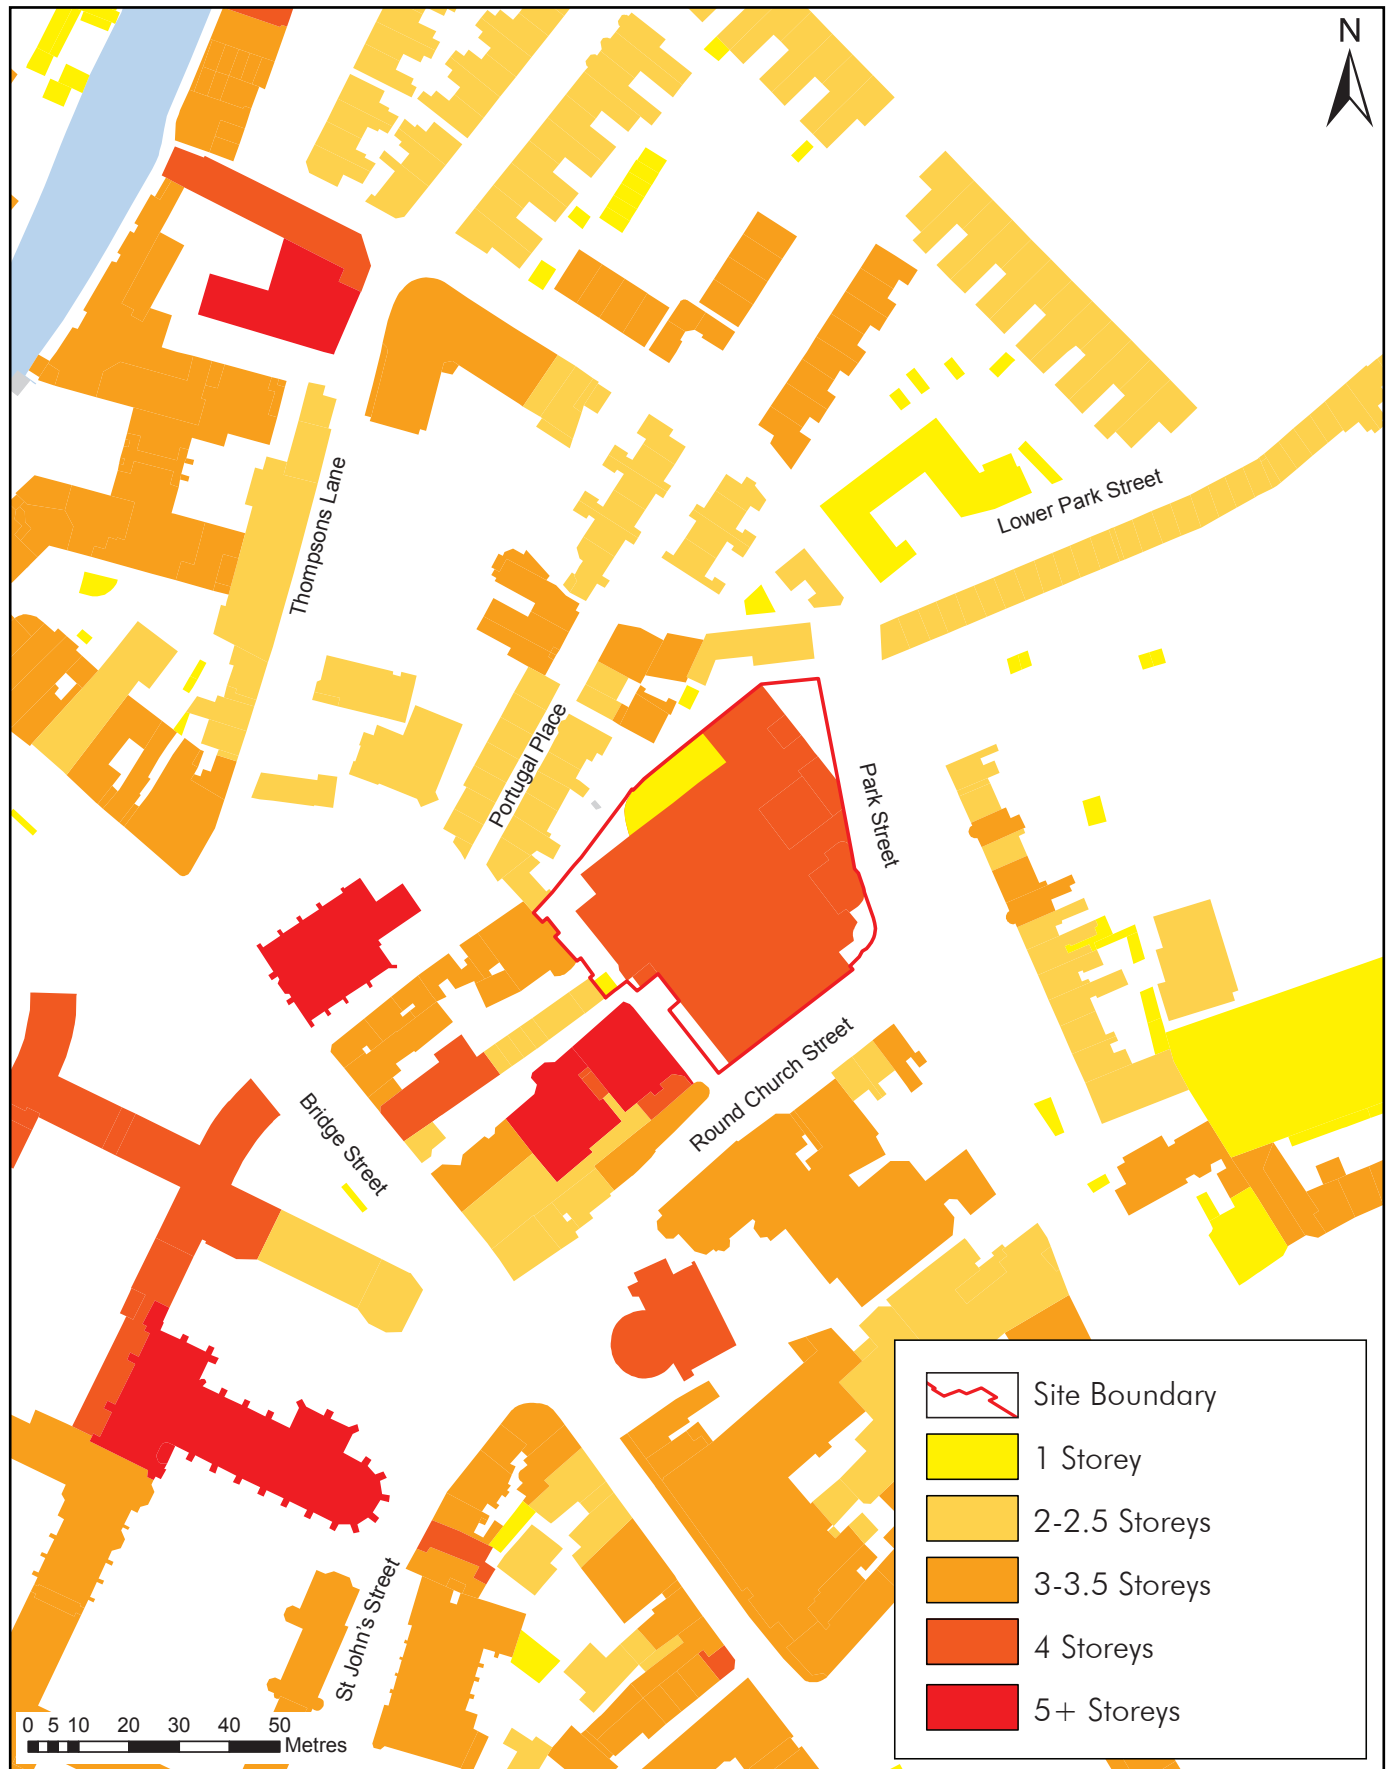 N
Thompsons Lane
Lower Park Street
Portugal Place
Park Street
Bridge Street
Round Church Street
St John's Street
Site Boundary
1 Storey
2-2.5 Storeys
3-3.5 Storeys
4 Storeys
5+ Storeys
0 5 10 20 30 40 50
Metres